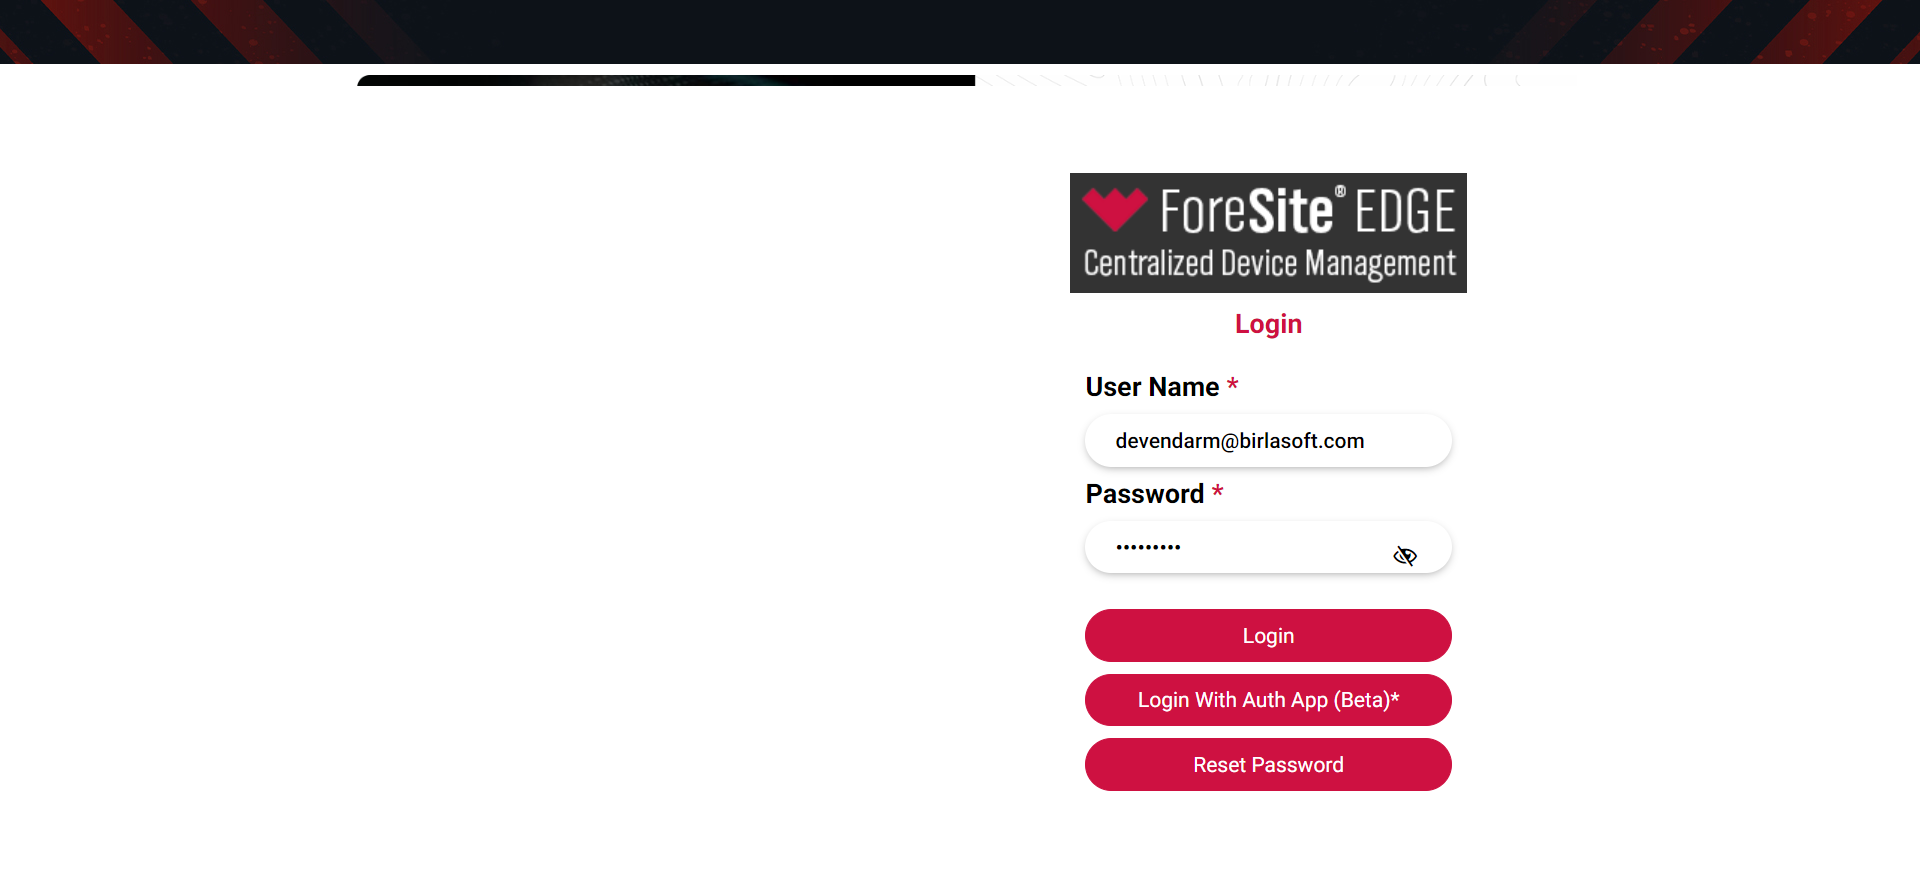 ForeSite® EDGE
Centralized Device Management
Login
User Name *
devendarm@birlasoft.com
Password *
•••••••••
Login
Login With Auth App (Beta)*
Reset Password